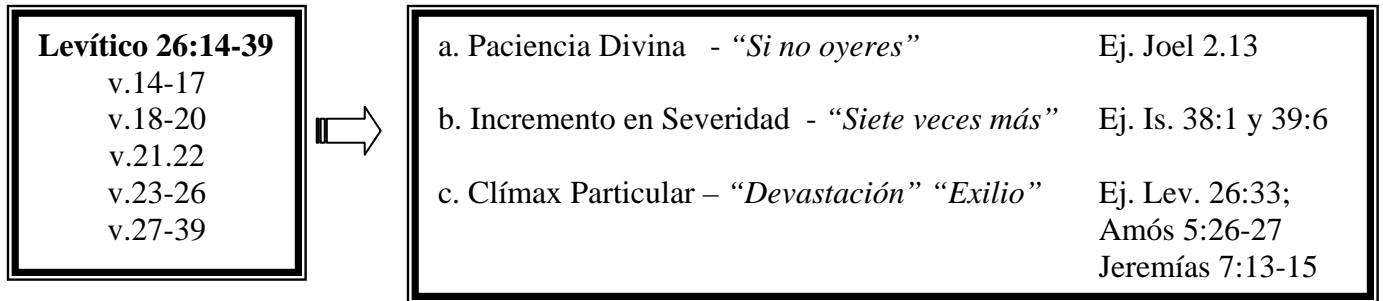 Levítico 26:14-39
v.14-17
v.18-20
v.21.22
v.23-26
v.27-39
a. Paciencia Divina - “Si no oyeres” Ej. Joel 2.13
b. Incremento en Severidad - “Siete veces más” Ej. Is. 38:1 y 39:6
c. Clímax Particular – “Devastación” “Exilio” Ej. Lev. 26:33;
Amós 5:26-27
Jeremías 7:13-15